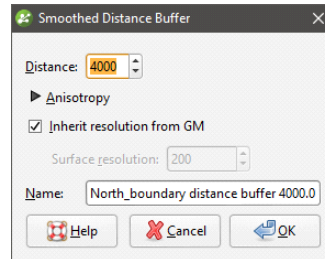 Smoothed Distance Buffer
Distance: 4000
Anisotropy
Inherit resolution from GM
Surface resolution: 200
Name: North_boundary distance buffer 4000.0
Help Cancel OK